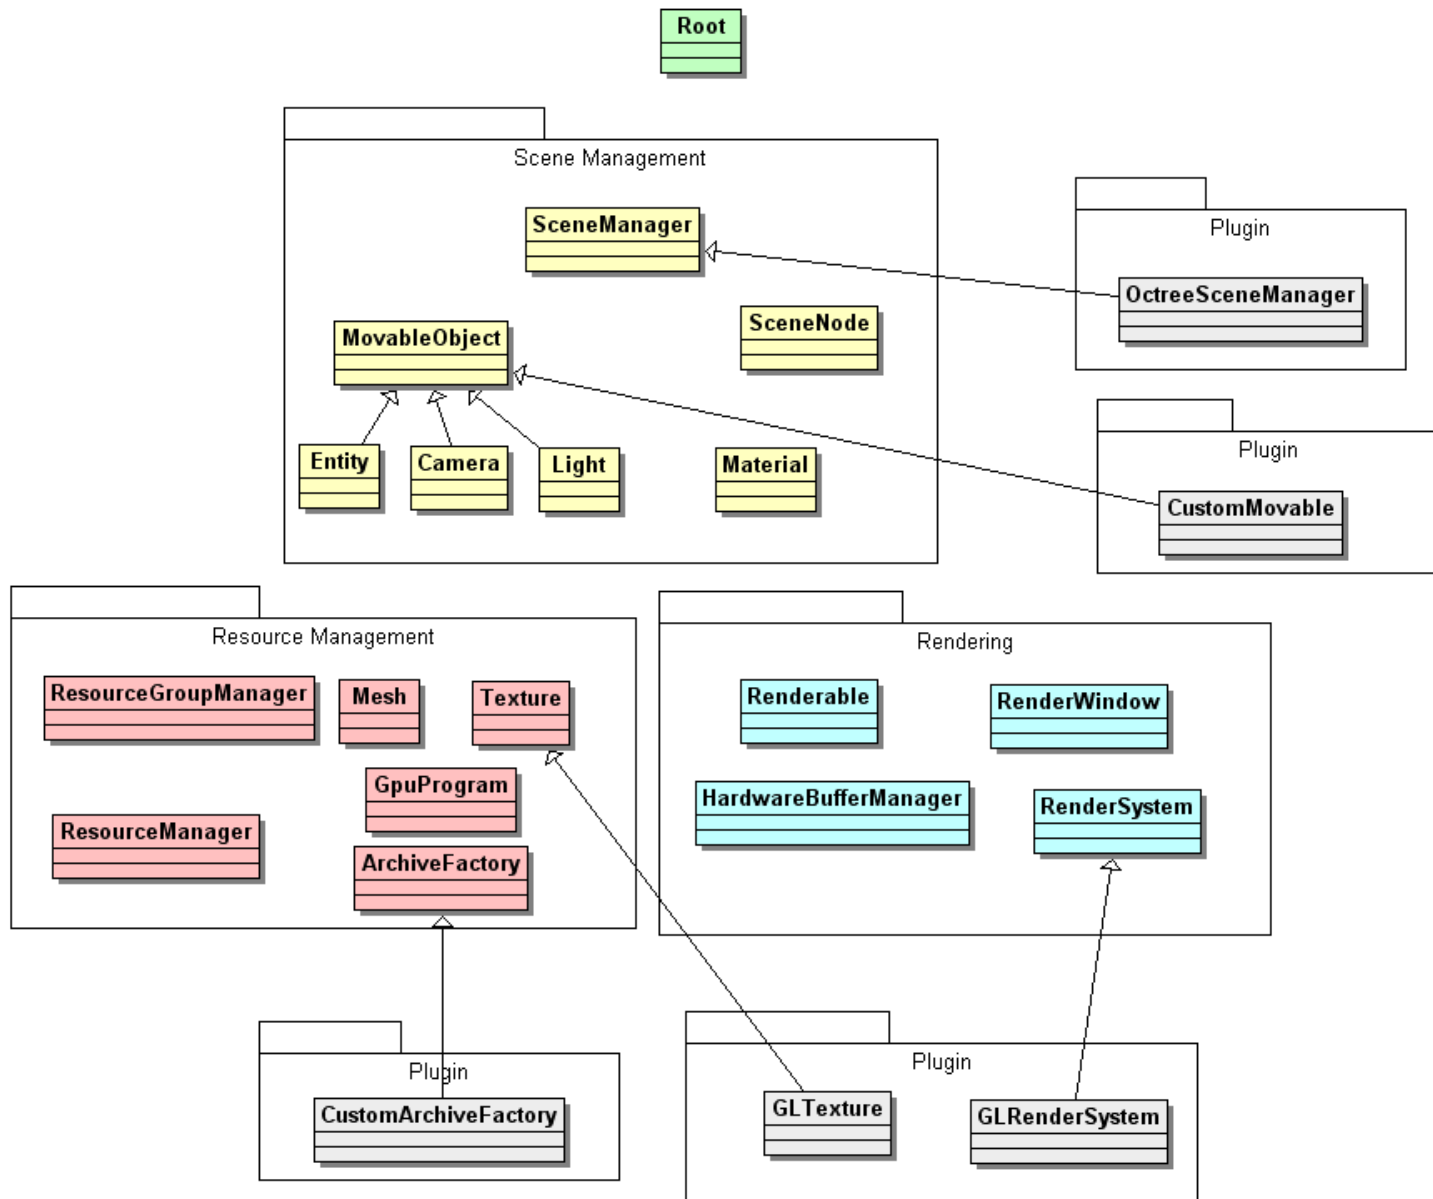 Root
Scene Management
SceneManager
Plugin
OctreeSceneManager
MovableObject
SceneNode
Entity
Camera
Light
Material
Plugin
CustomMovable
Resource Management
ResourceGroupManager
Mesh
Texture
GpuProgram
ResourceManager
ArchiveFactory
Rendering
Renderable
RenderWindow
HardwareBufferManager
RenderSystem
Plugin
CustomArchiveFactory
Plugin
GLTexture
GLRenderSystem